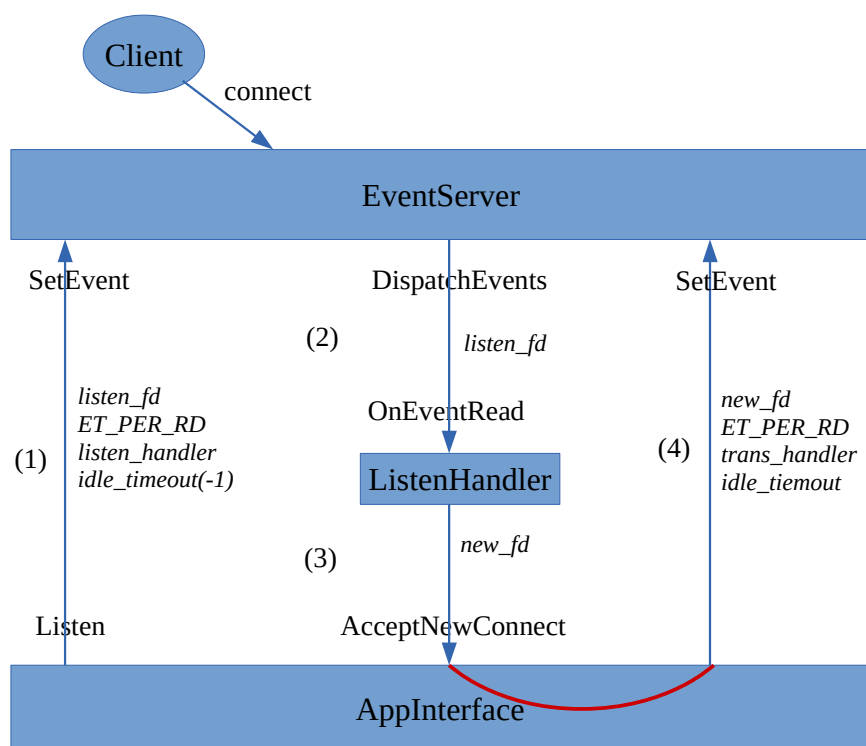 Client
connect
EventServer
SetEvent
DispatchEvents
SetEvent
(2)
listen_fd
listen_fd
ET_PER_RD
listen_handler
idle_timeout(-1)
(1)
OnEventRead
new_fd
ET_PER_RD
trans_handler
idle_tiemout
(4)
ListenHandler
(3)
new_fd
Listen
AcceptNewConnect
AppInterface